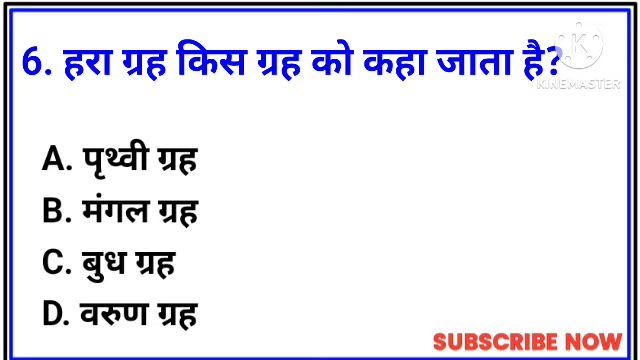 6. हरा ग्रह किस ग्रह को कहा जाता है?
KINEMASTER
A. पृथ्वी ग्रह
B. मंगल ग्रह
C. बुध ग्रह
D. वरुण ग्रह
SUBSCRIBE NOW